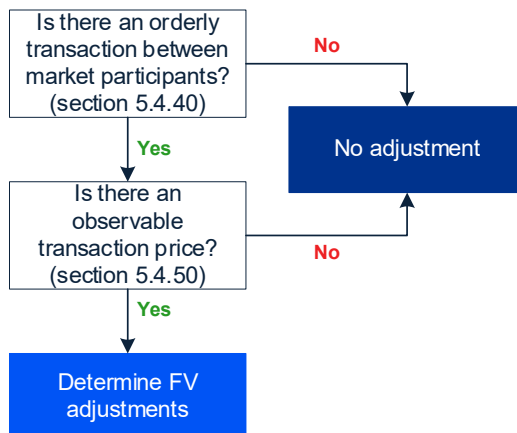 Is there an orderly
transaction between
market participants?
(section 5.4.40)
No
No adjustment
Yes
Is there an
observable
transaction price?
(section 5.4.50)
No
Yes
Determine FV
adjustments